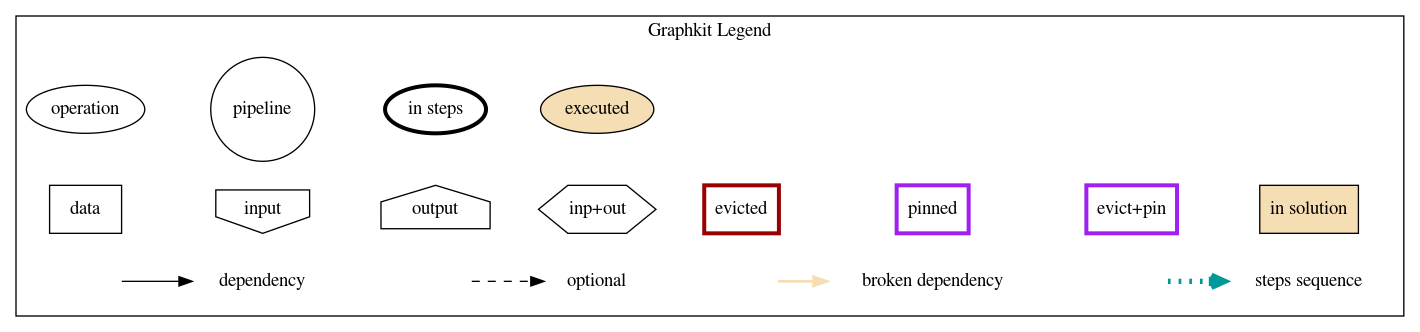 Graphkit Legend
operation
pipeline
in steps
executed
data
input
output
inp+out
evicted
pinned
evict+pin
in solution
dependency
optional
broken dependency
steps sequence